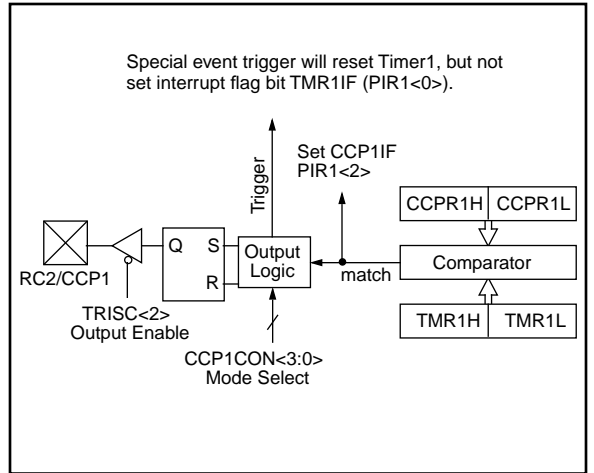 Special event trigger will reset Timer1, but not
set interrupt flag bit TMR1IF (PIR1<0>).
Trigger
Set CCP1IF
PIR1<2>
CCPR1H CCPR1L
Q S
R
Output
Logic
match
Comparator
RC2/CCP1
TRISC<2>
Output Enable
TMR1H TMR1L
CCP1CON<3:0>
Mode Select